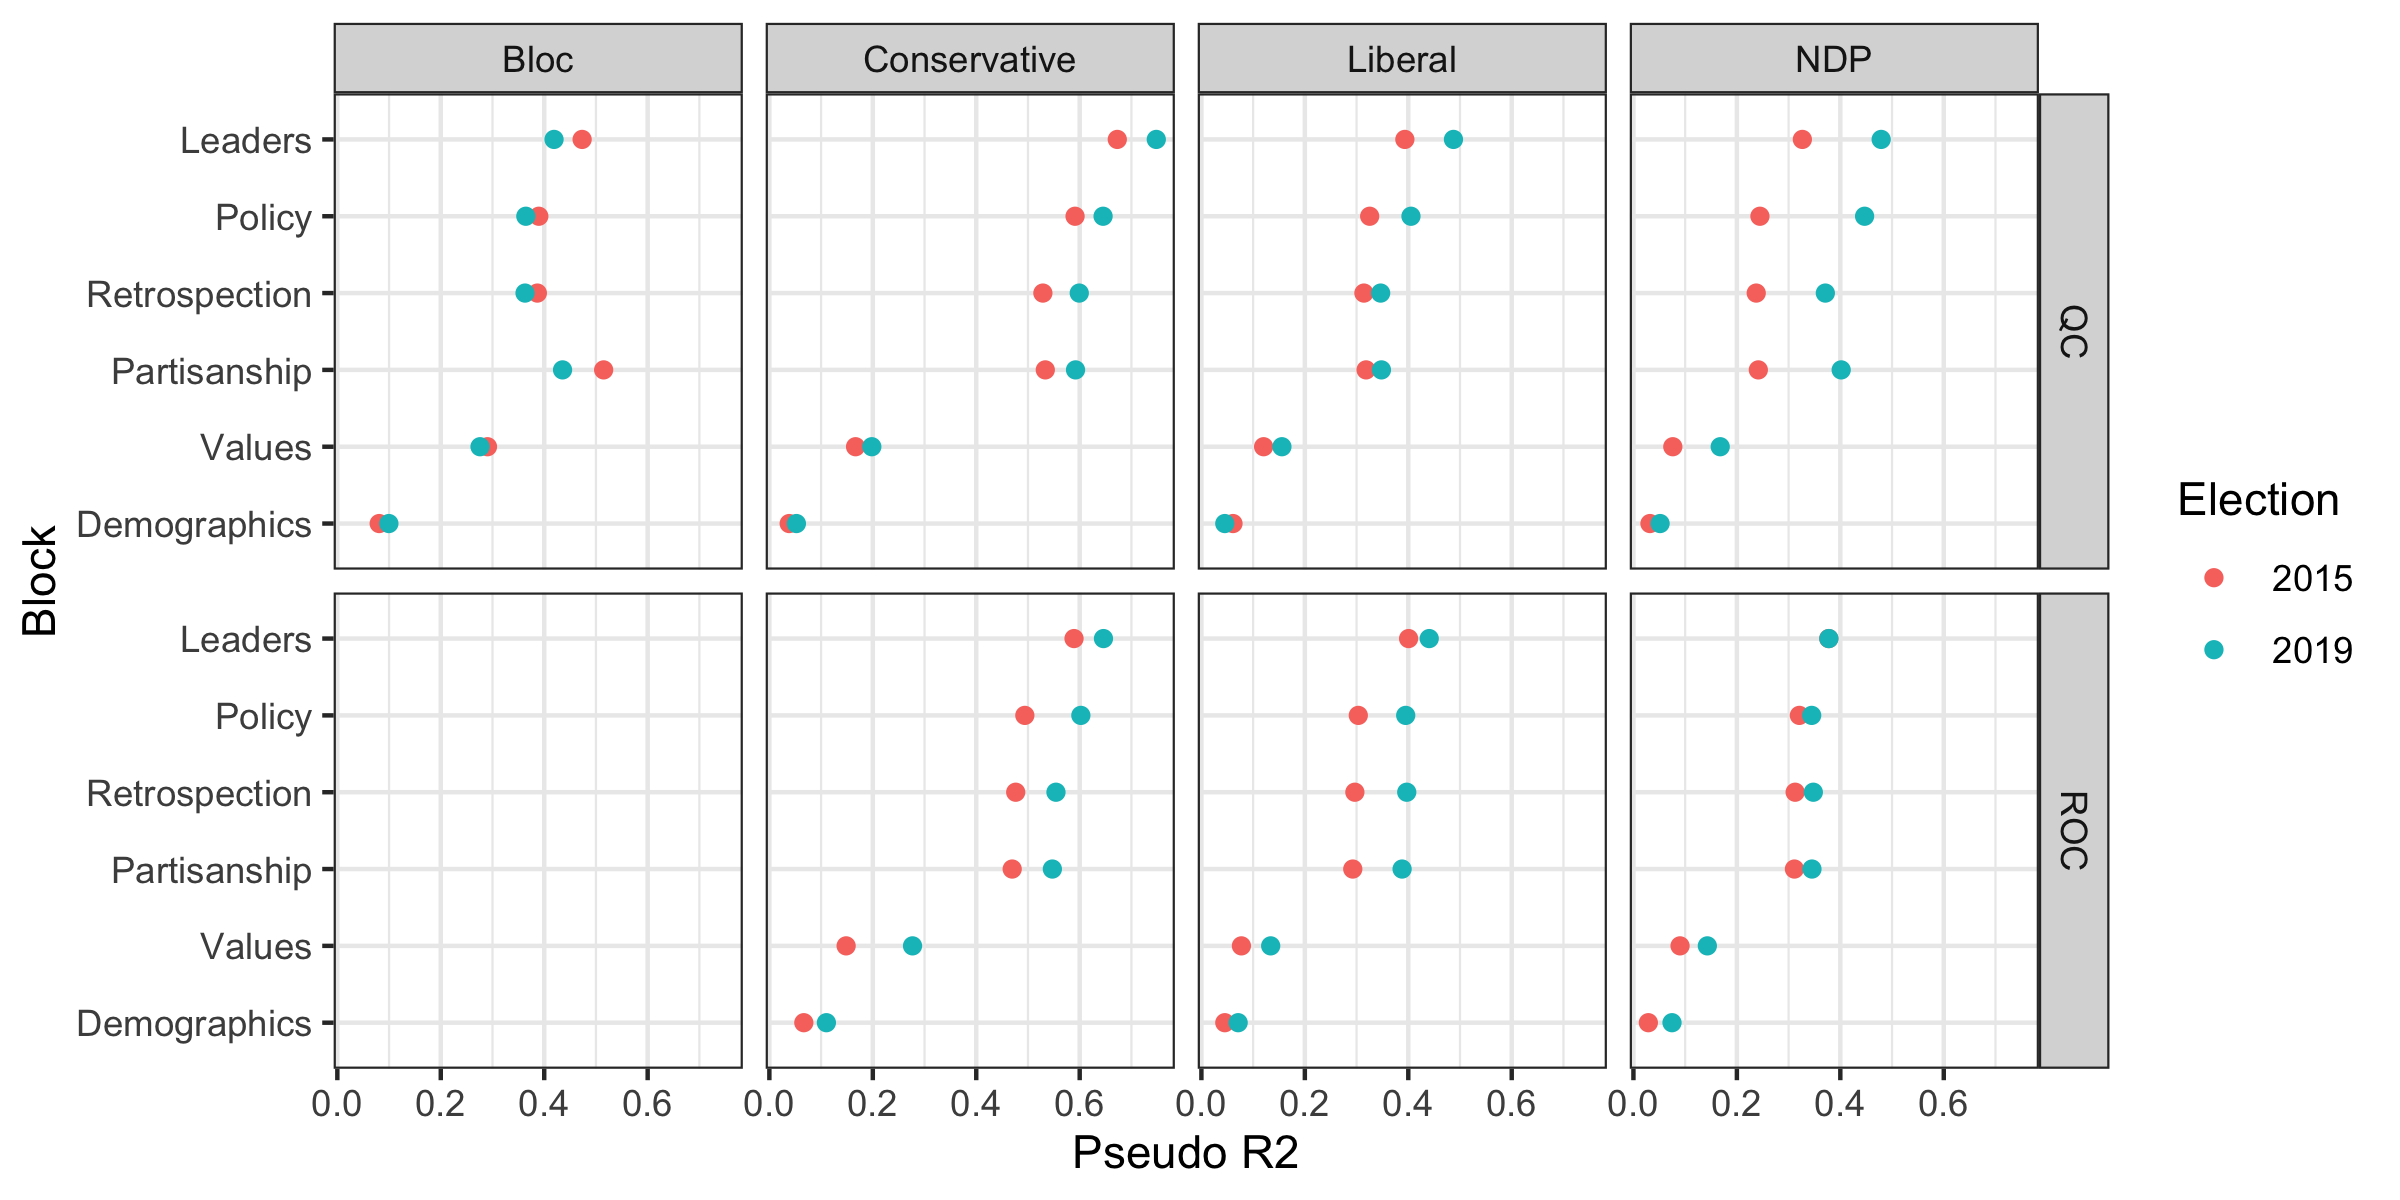 Bloc Conservative Liberal NDP
Leaders
Policy
Retrospection
Partisanship
Values
Demographics
QC
Leaders
Policy
Retrospection
Partisanship
Values
Demographics
ROC
Block
0.0 0.2 0.4 0.6 0.0 0.2 0.4 0.6 0.0 0.2 0.4 0.6 0.0 0.2 0.4 0.6
Pseudo R2
Election
2015
2019